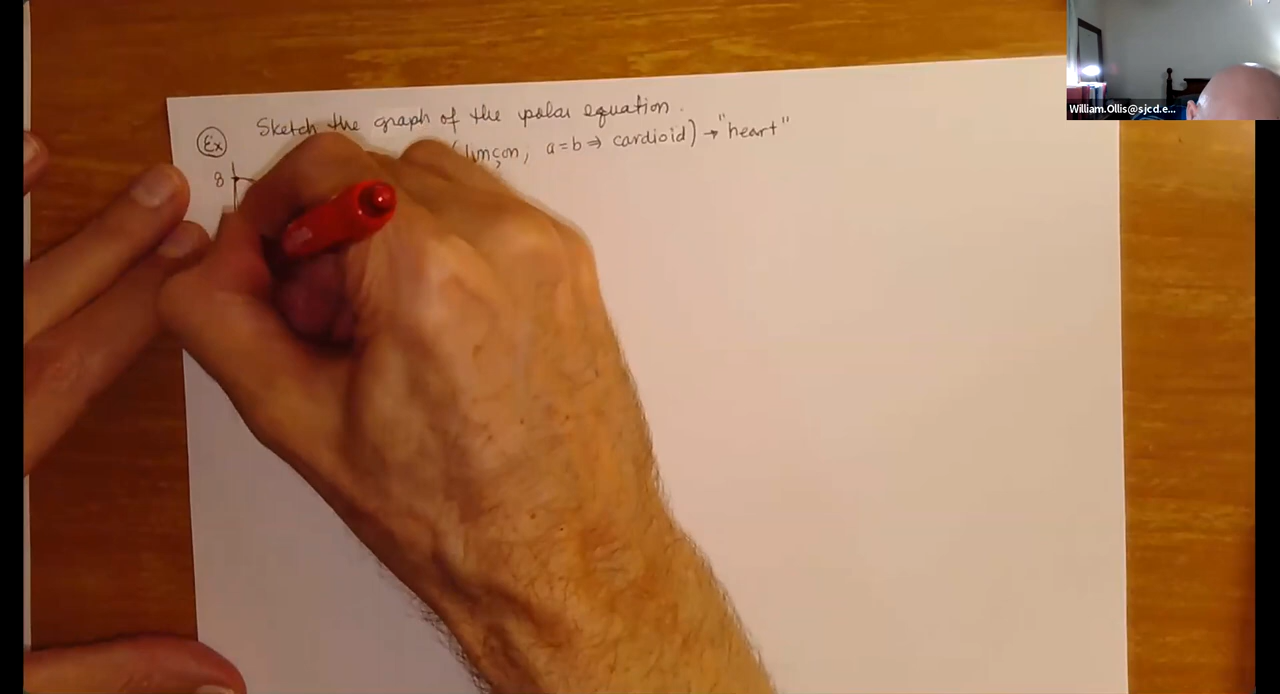 Ex Sketch the graph of the polar equation.
limçon, a=b⇒ cardioid) → "heart"
8
William.Ollis@sjcd.e...